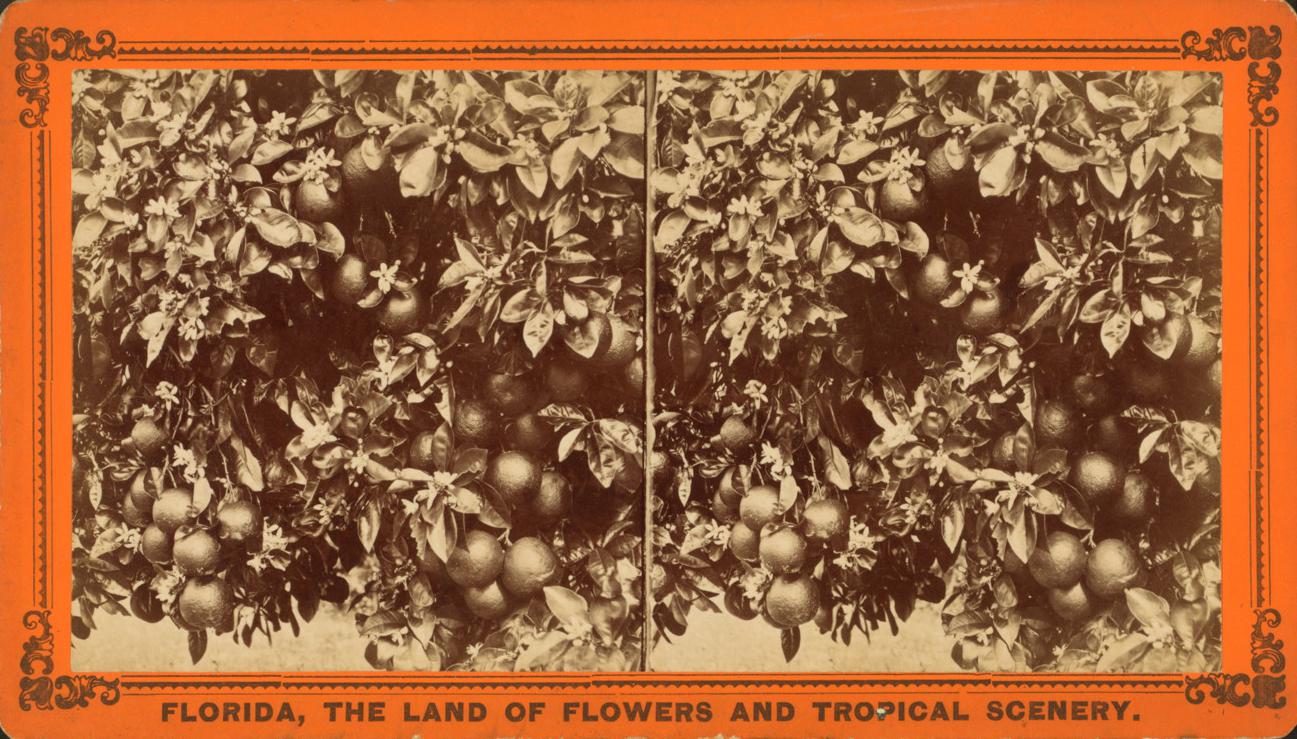 FLORIDA, THE LAND OF FLOWERS AND TROPICAL SCENERY.